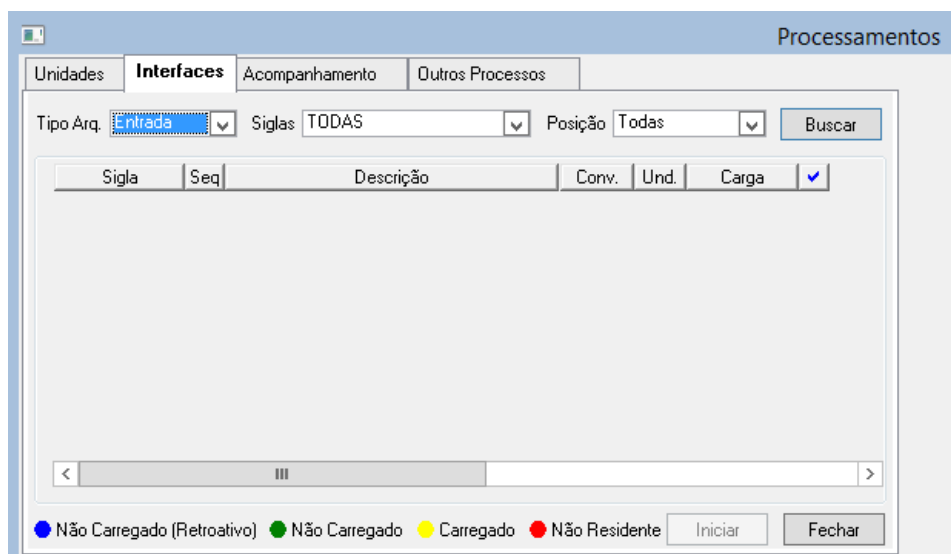 Processamentos
Unidades Interfaces Acompanhamento Outros Processos
Tipo Arq. Entrada Siglas TODAS Posição Todas Buscar
Sigla Seq Descrição Conv. Und. Carga
Não Carregado (Retroativo) Não Carregado Carregado Não Residente Iniciar Fechar